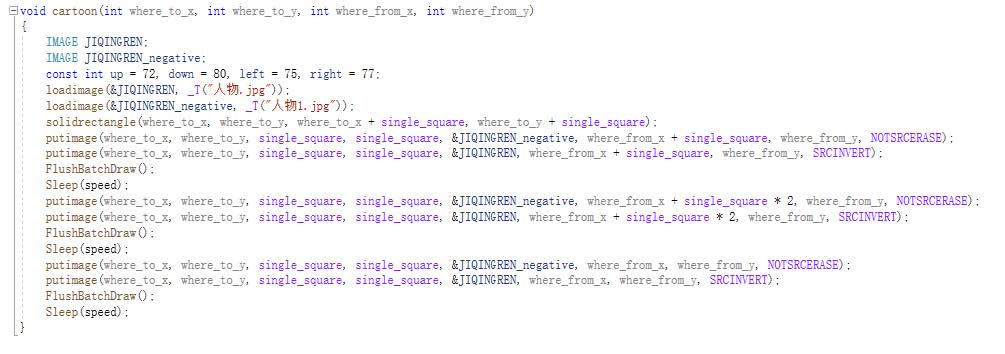 void cartoon(int where_to_x, int where_to_y, int where_from_x, int where_from_y)
{
IMAGE JIQINGREN;
IMAGE JIQINGREN_negative;
const int up = 72, down = 80, left = 75, right = 77;
loadimage(&JIQINGREN, _T("人物.jpg"));
loadimage(&JIQINGREN_negative, _T("人物1.jpg"));
solidrectangle(where_to_x, where_to_y, where_to_x + single_square, where_to_y + single_square);
putimage(where_to_x, where_to_y, single_square, single_square, &JIQINGREN_negative, where_from_x + single_square, where_from_y, NOTSRCERASE);
putimage(where_to_x, where_to_y, single_square, single_square, &JIQINGREN, where_from_x + single_square, where_from_y, SRCINVERT);
FlushBatchDraw();
Sleep(speed);
putimage(where_to_x, where_to_y, single_square, single_square, &JIQINGREN_negative, where_from_x + single_square * 2, where_from_y, NOTSRCERASE);
putimage(where_to_x, where_to_y, single_square, single_square, &JIQINGREN, where_from_x + single_square * 2, where_from_y, SRCINVERT);
FlushBatchDraw();
Sleep(speed);
putimage(where_to_x, where_to_y, single_square, single_square, &JIQINGREN_negative, where_from_x, where_from_y, NOTSRCERASE);
putimage(where_to_x, where_to_y, single_square, single_square, &JIQINGREN, where_from_x, where_from_y, SRCINVERT);
FlushBatchDraw();
Sleep(speed);
}